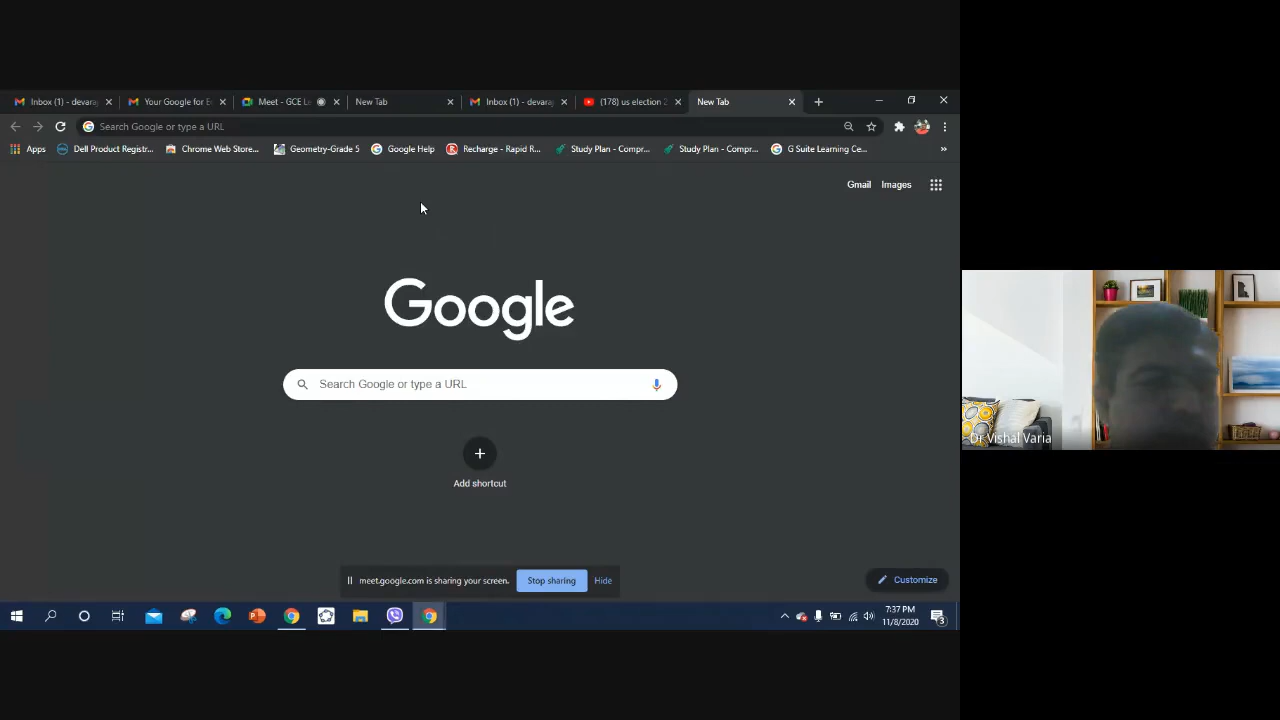 Inbox (1) - devara
Your Google for E
Meet - GCE Le
New Tab
Inbox (1) - devara
(178) us election 2
New Tab
Search Google or type a URL
Apps
Dell Product Registr...
Chrome Web Store...
Geometry-Grade 5
Google Help
Recharge - Rapid R...
Study Plan - Compr...
Study Plan - Compr...
G Suite Learning Ce...
»
Gmail
Images
Google
Search Google or type a URL
Add shortcut
Dr Vishal Varia
meet.google.com is sharing your screen.
Stop sharing
Hide
Customize
7:37 PM
11/8/2020
3